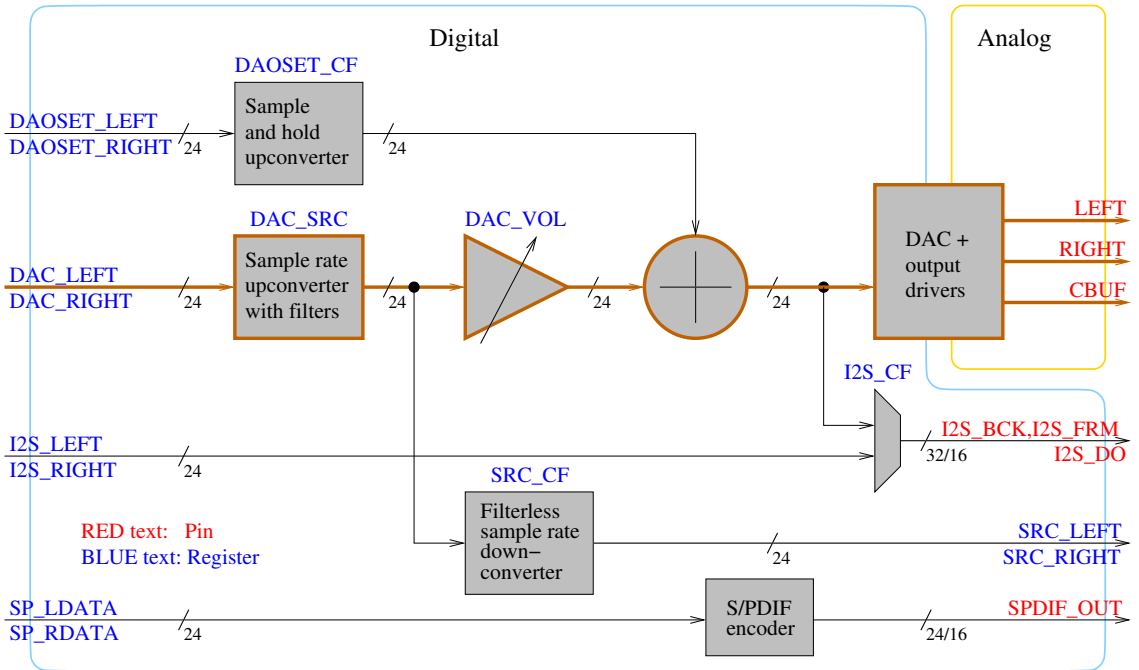 Digital
Analog
DAOSET_CF
DAOSET_LEFT
DAOSET_RIGHT
24
Sample
and hold
upconverter
24
DAC_SRC
DAC_VOL
DAC_LEFT
DAC_RIGHT
24
Sample rate
upconverter
with filters
24
24
24
DAC +
output
drivers
LEFT
RIGHT
CBUF
I2S_CF
I2S_LEFT
I2S_RIGHT
24
32/16
I2S_BCK,I2S_FRM
I2S_DO
SRC_CF
Filterless
sample rate
down-
converter
24
SRC_LEFT
SRC_RIGHT
RED text: Pin
BLUE text: Register
SP_LDATA
SP_RDATA
24
S/PDIF
encoder
24/16
SPDIF_OUT